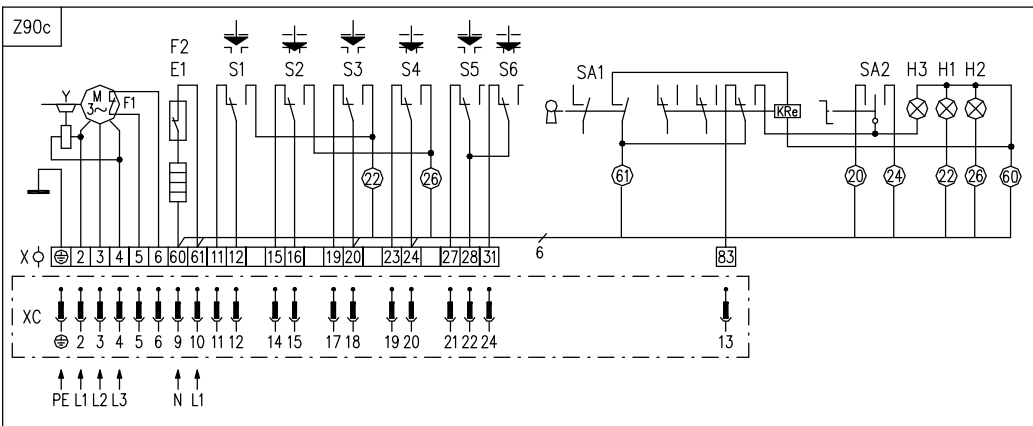 Z90c
F2
E1 S1 S2 S3 S4 S5 S6 SA1 SA2 H3 H1 H2
Y M 3~ F1
KRe
22 26 61 20 24 22 26 60
X 2 3 4 5 6 60 61 11 12 15 16 19 20 23 24 27 28 31 6 83
XC
2 3 4 5 6 9 10 11 12 14 15 17 18 19 20 21 22 24 13
PE L1 L2 L3 N L1